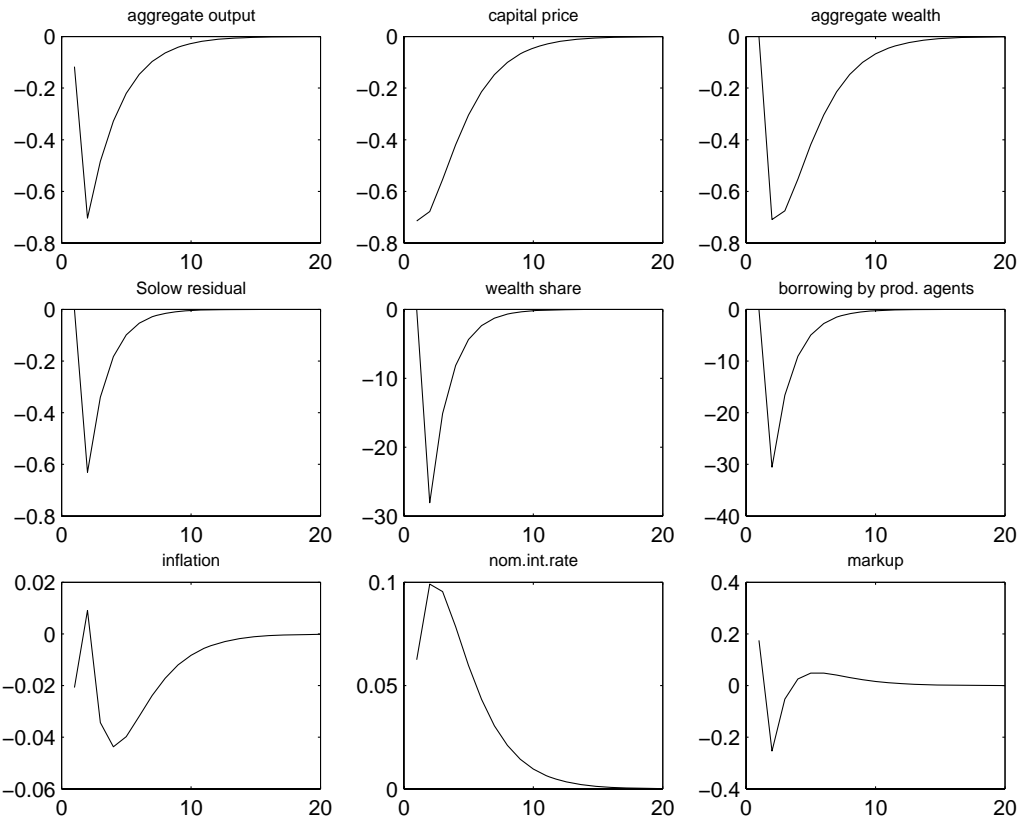 aggregate output
capital price
aggregate wealth
0
−0.2
−0.4
−0.6
−0.8
0 10 20
0
−0.2
−0.4
−0.6
−0.8
0 10 20
0
−0.2
−0.4
−0.6
−0.8
0 10 20
Solow residual
wealth share
borrowing by prod. agents
0
−0.2
−0.4
−0.6
−0.8
0 10 20
0
−10
−20
−30
0 10 20
0
−10
−20
−30
−40
0 10 20
inflation
nom.int.rate
markup
0.02
0
−0.02
−0.04
−0.06
0 10 20
0.1
0.05
0
0 10 20
0.4
0.2
0
−0.2
−0.4
0 10 20